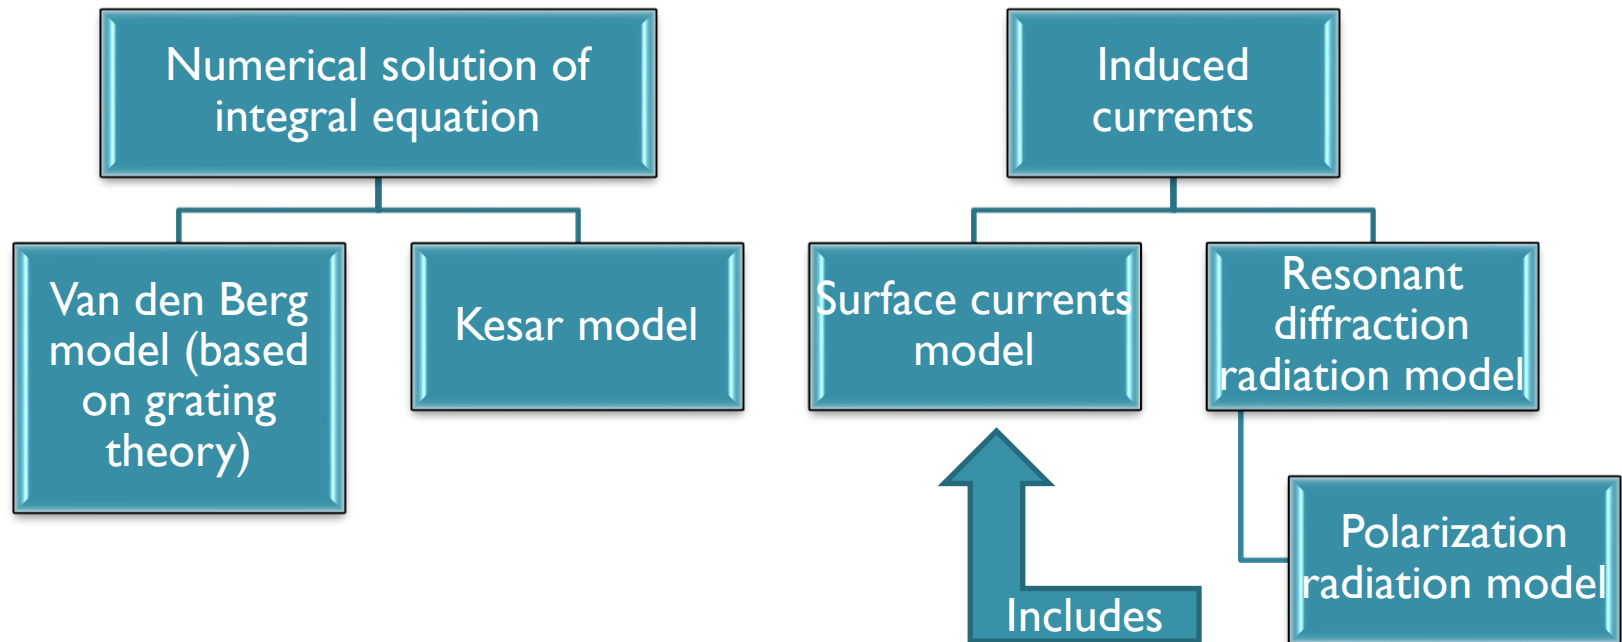 Numerical solution of
integral equation
Van den Berg
model (based
on grating
theory)
Kesar model
Induced
currents
Surface currents
model
Resonant
diffraction
radiation model
Polarization
radiation model
Includes